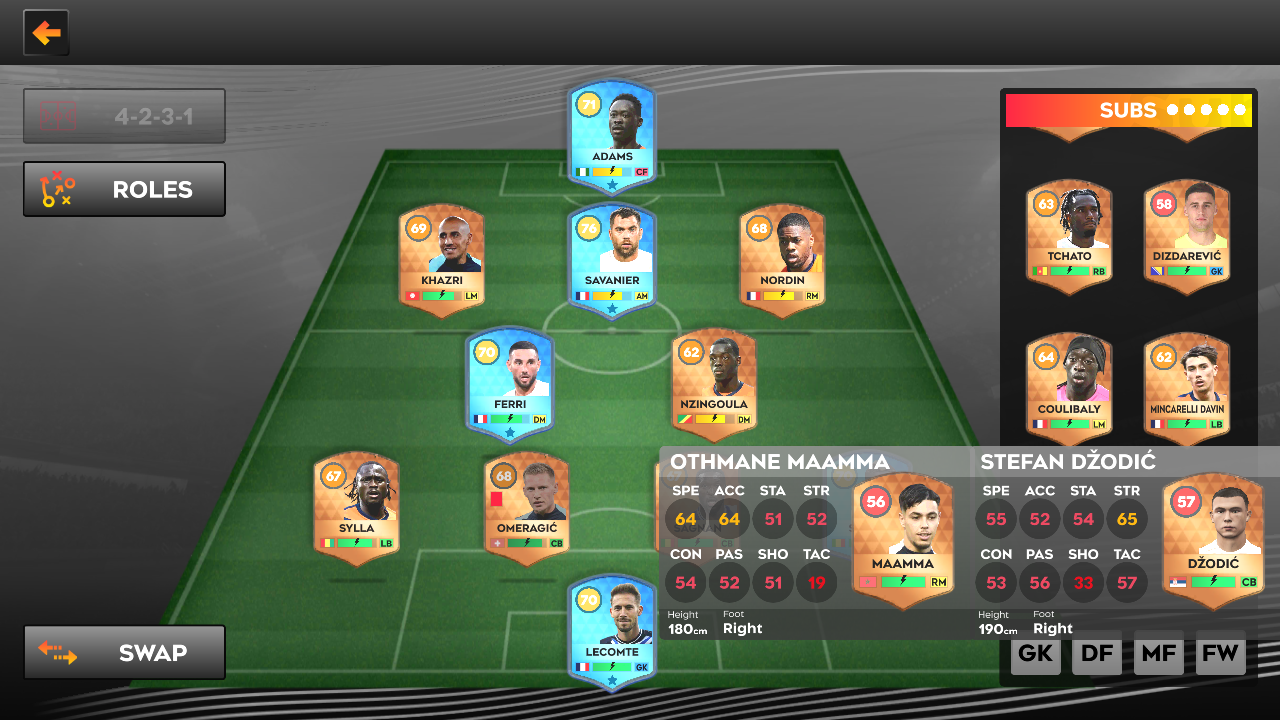 4-2-3-1
ROLES
SUBS
71
ADAMS
CF
69
KHAZRI
LM
76
SAVANIER
AM
68
NORDIN
RM
63
TCHATO
RB
58
DIZDAREVIĆ
GK
70
FERRI
DM
62
NZINGOULA
DM
64
COULIBALY
LM
62
MINCARELLI DAVIN
LB
67
SYLLA
LB
68
OMERAGIĆ
CB
CB
OTHMANE MAAMMA
SPE ACC STA STR
64 64 51 52
CON PAS SHO TAC
54 52 51 19
Height Foot
180cm Right
56
MAAMMA
RM
STEFAN DŽODIĆ
SPE ACC STA STR
55 52 54 65
CON PAS SHO TAC
53 56 33 57
Height Foot
190cm Right
57
DŽODIĆ
CB
70
LECOMTE
GK
SWAP
GK DF MF FW